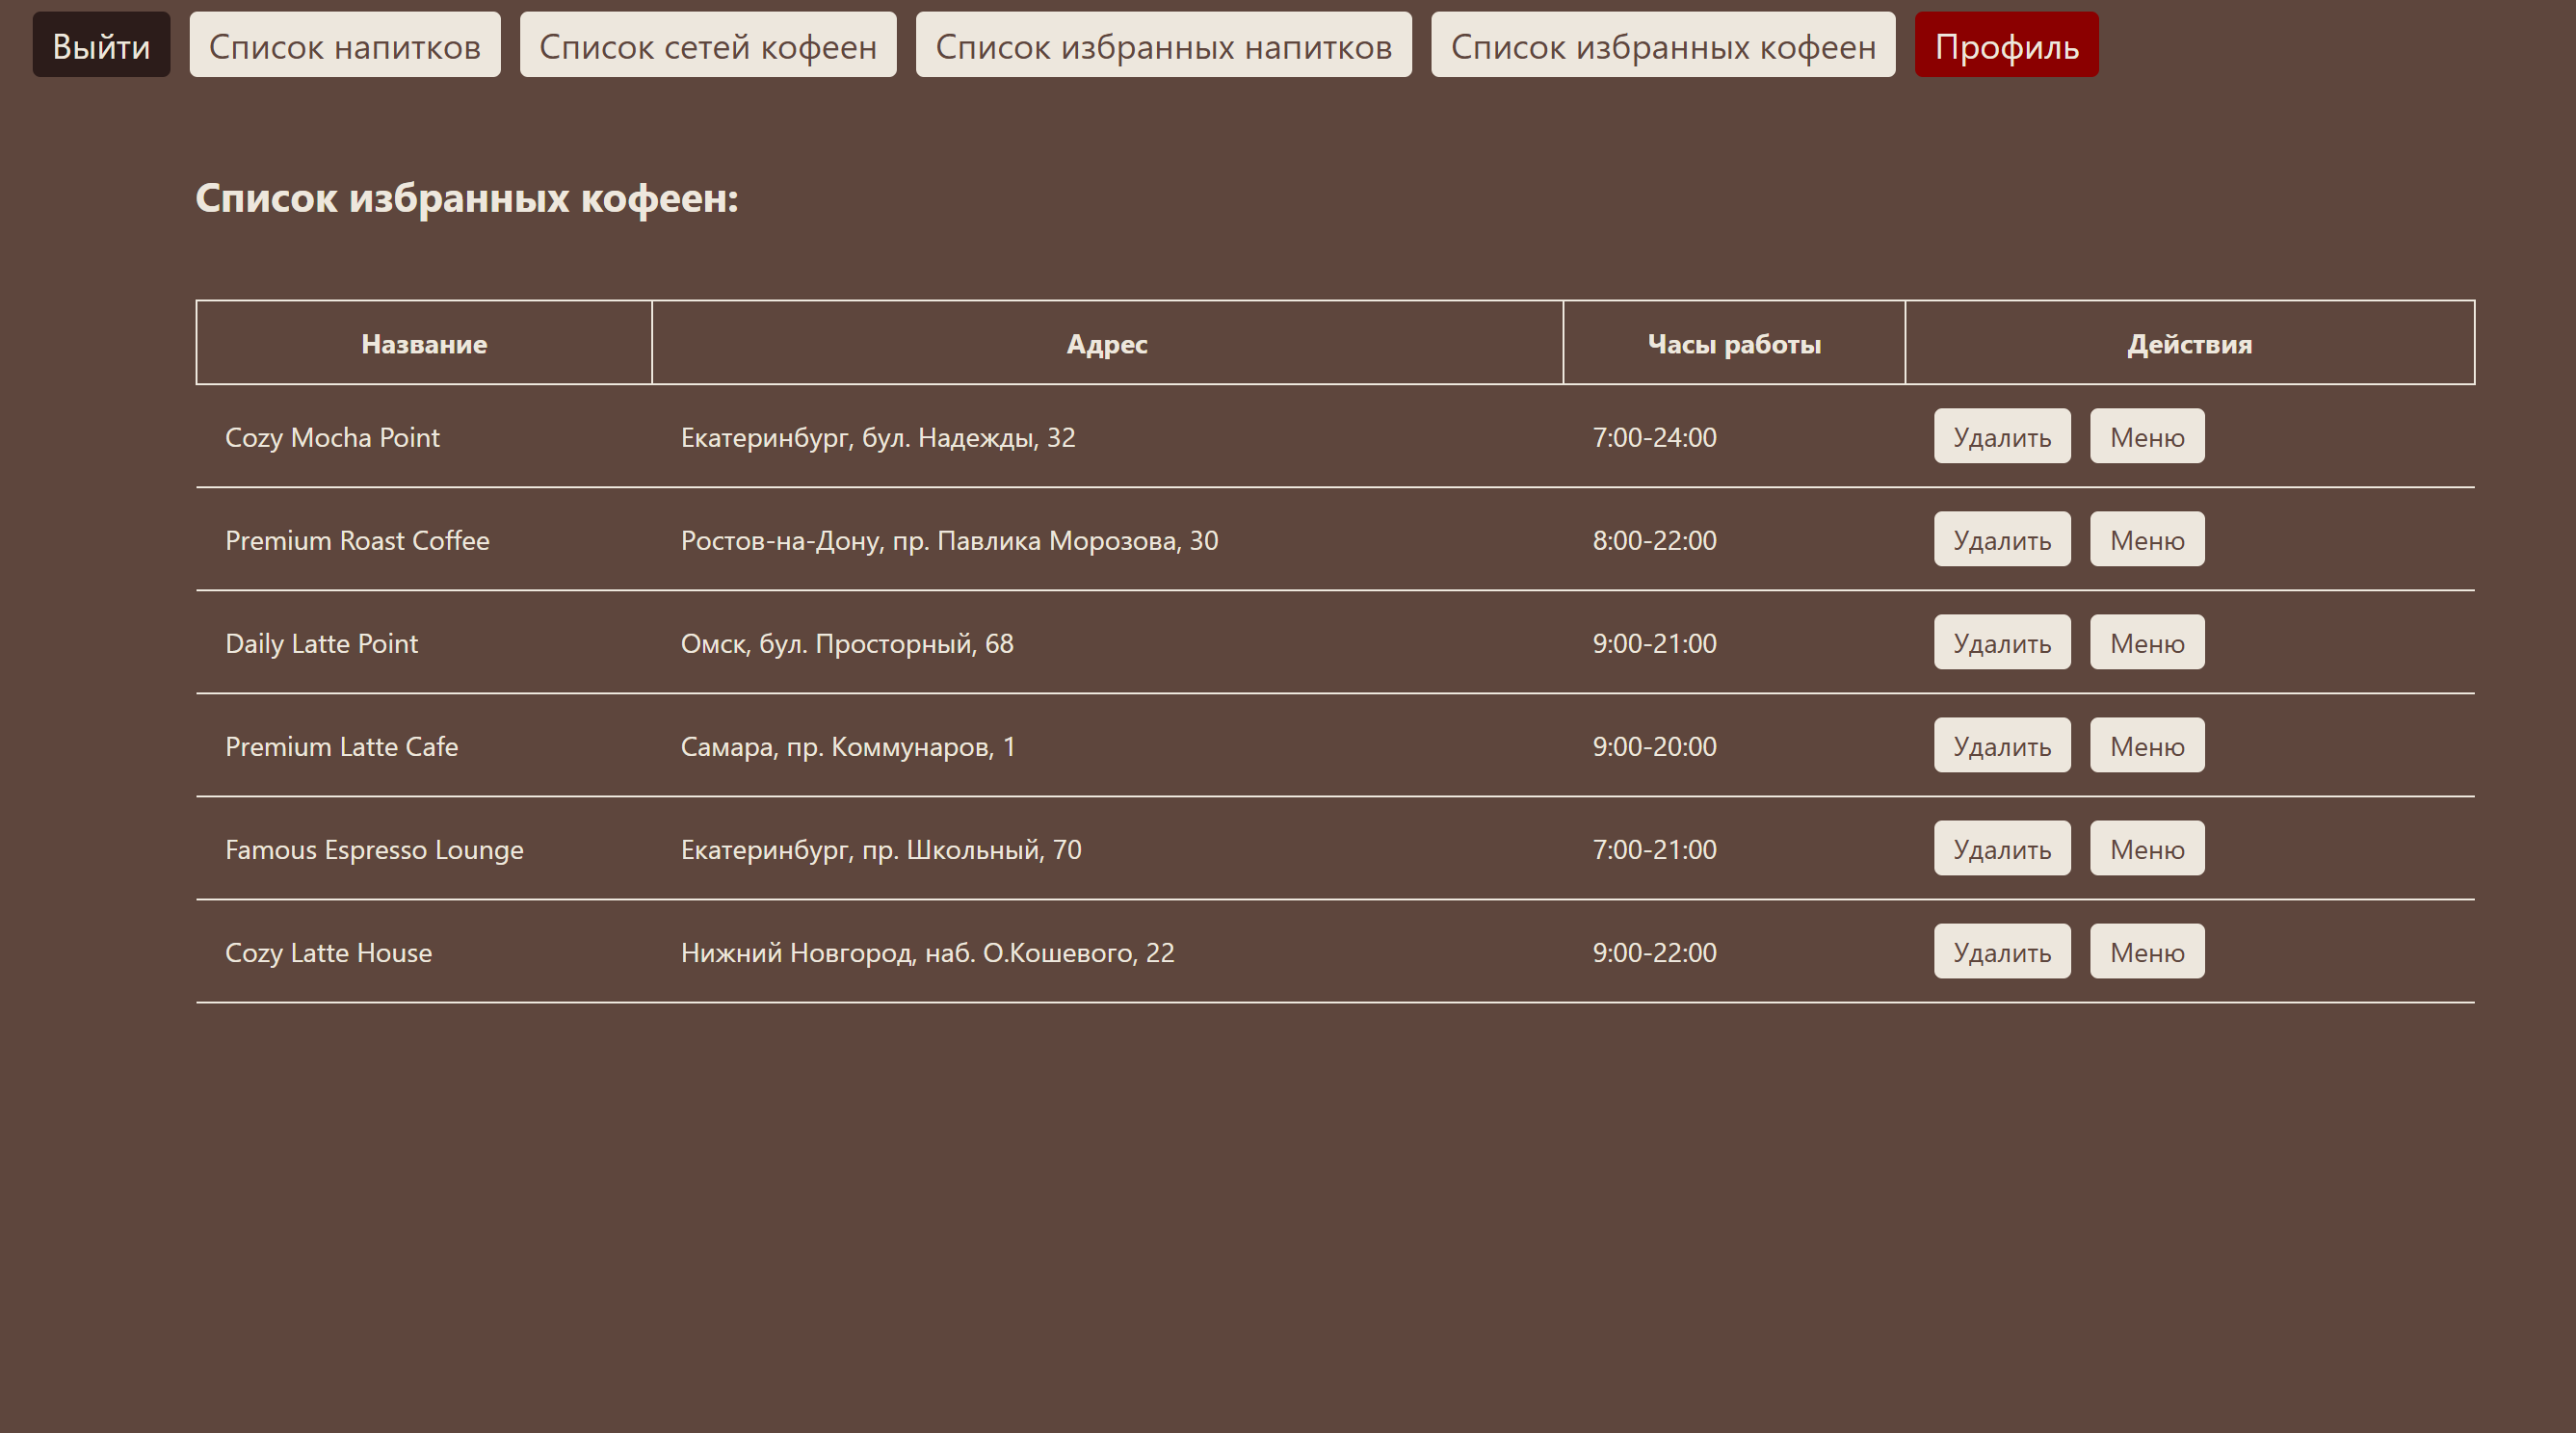 Выйти Список напитков Список сетей кофеен Список избранных напитков Список избранных кофеен Профиль
Список избранных кофеен:
Название Адрес Часы работы Действия
Cozy Mocha Point Екатеринбург, бул. Надежды, 32 7:00-24:00 Удалить Меню
Premium Roast Coffee Ростов-на-Дону, пр. Павлика Морозова, 30 8:00-22:00 Удалить Меню
Daily Latte Point Омск, бул. Просторный, 68 9:00-21:00 Удалить Меню
Premium Latte Cafe Самара, пр. Коммунаров, 1 9:00-20:00 Удалить Меню
Famous Espresso Lounge Екатеринбург, пр. Школьный, 70 7:00-21:00 Удалить Меню
Cozy Latte House Нижний Новгород, наб. О.Кошевого, 22 9:00-22:00 Удалить Меню